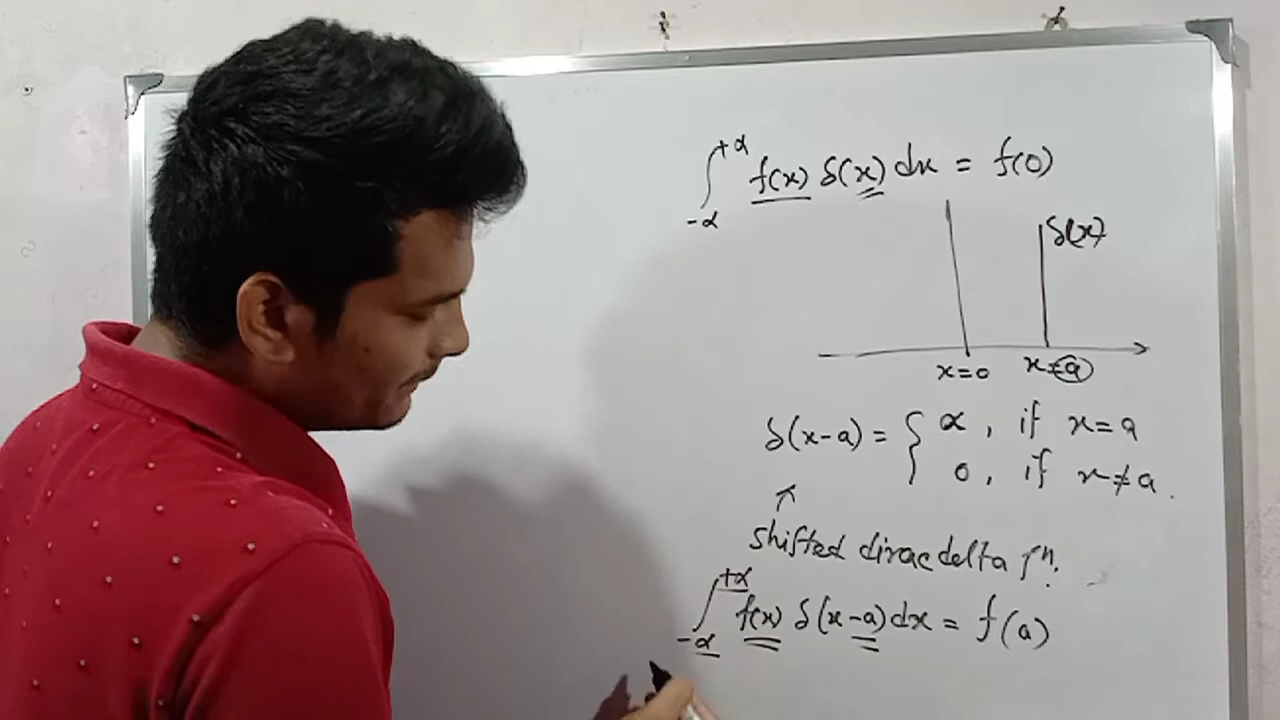 ∫_{-α}^{+α} f(x) δ(x) dx = f(0)
δ(x)
x=0 x=a
δ(x-a) = { α, if x=a
0, if x≠a.
shifted dirac delta fⁿ.
∫_{-α}^{+α} f(x) δ(x-a) dx = f(a)